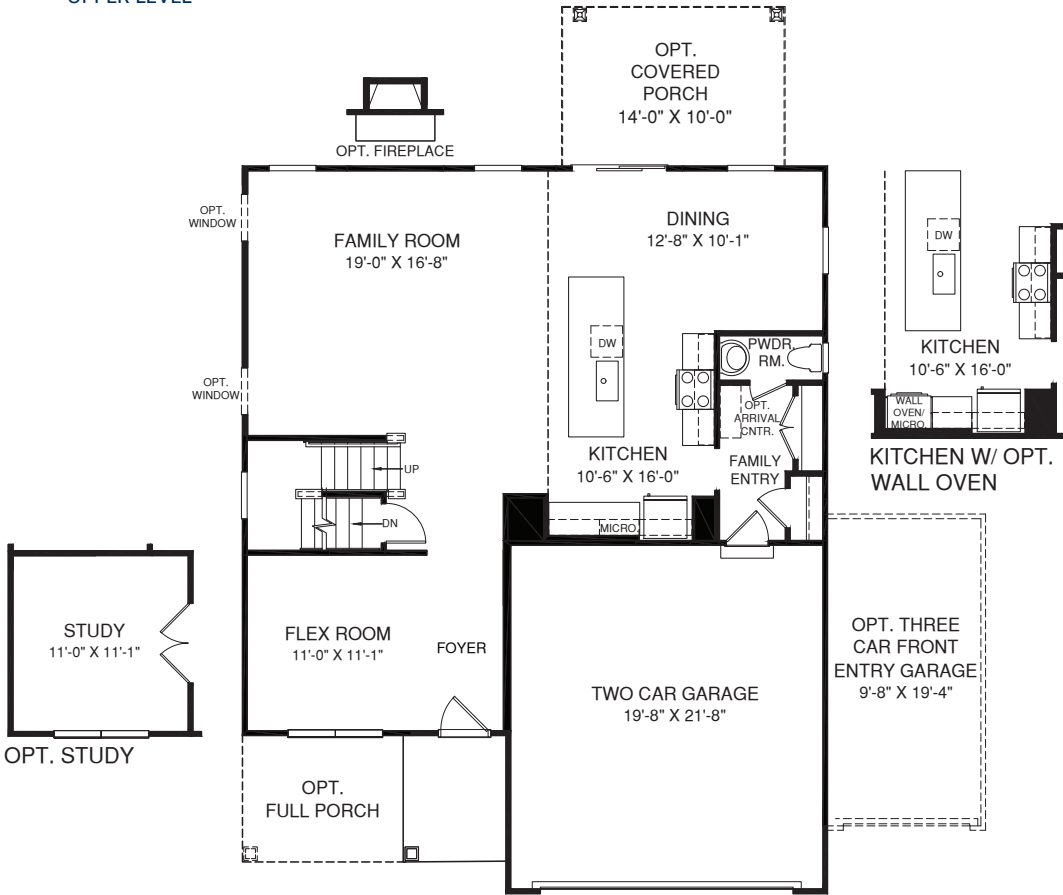 UPPER LEVEL
OPT.
COVERED
PORCH
14'-0" X 10'-0"
OPT. FIREPLACE
OPT.
WINDOW
FAMILY ROOM
19'-0" X 16'-8"
DINING
12'-8" X 10'-1"
DW
DW
PWDR.
RM.
KITCHEN
10'-6" X 16'-0"
OPT.
WINDOW
OPT.
ARRIVAL
CNTR.
WALL
OVEN/
MICRO.
KITCHEN W/ OPT.
WALL OVEN
KITCHEN
10'-6" X 16'-0"
FAMILY
ENTRY
UP
DN
MICRO.
STUDY
11'-0" X 11'-1"
OPT. STUDY
FLEX ROOM
11'-0" X 11'-1"
FOYER
TWO CAR GARAGE
19'-8" X 21'-8"
OPT. THREE
CAR FRONT
ENTRY GARAGE
9'-8" X 19'-4"
OPT.
FULL PORCH